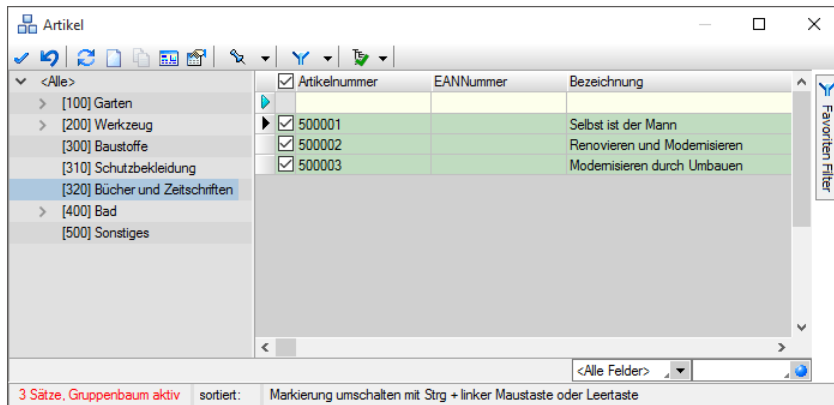 Artikel
<Alle>
[100] Garten
[200] Werkzeug
[300] Baustoffe
[310] Schutzbekleidung
[320] Bücher und Zeitschriften
[400] Bad
[500] Sonstiges
Artikelnummer EANNummer Bezeichnung
500001 Selbst ist der Mann
500002 Renovieren und Modernisieren
500003 Modernisieren durch Umbauen
Favoriten Filter
<Alle Felder>
3 Sätze, Gruppenbaum aktiv sortiert: Markierung umschalten mit Strg + linker Maustaste oder Leertaste